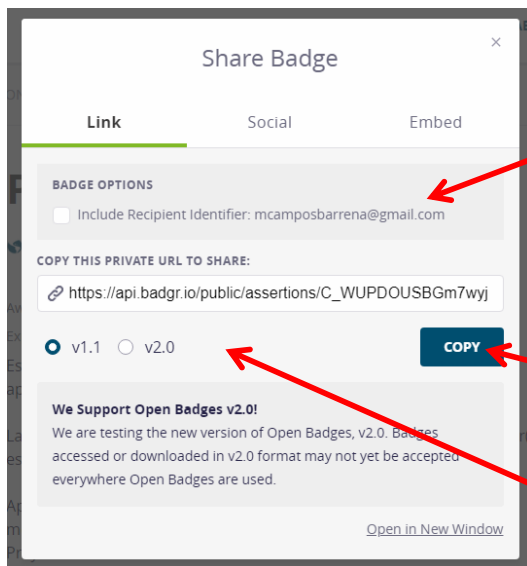 Share Badge
×
Link Social Embed
BADGE OPTIONS
Include Recipient Identifier: mcamposbarrena@gmail.com
COPY THIS PRIVATE URL TO SHARE:
https://api.badgr.io/public/assertions/C_WUPDOUSBGm7wyj
v1.1 v2.0 COPY
We Support Open Badges v2.0!
We are testing the new version of Open Badges, v2.0. Badges
accessed or downloaded in v2.0 format may not yet be accepted
everywhere Open Badges are used.
Open in New Window